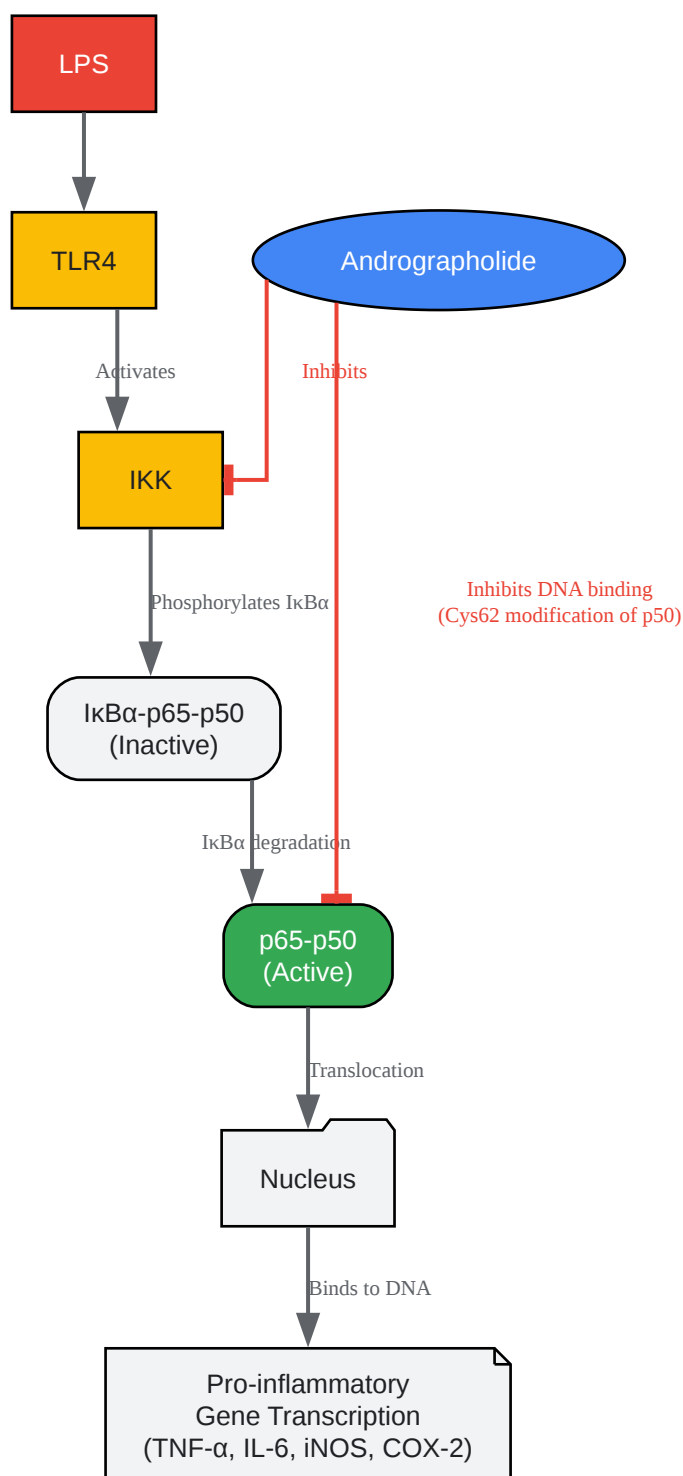 LPS
TLR4
Andrographolide
Activates
Inhibits
IKK
Phosphorylates IκBα
Inhibits DNA binding
(Cys62 modification of p50)
IκBα-p65-p50
(Inactive)
IκBα degradation
p65-p50
(Active)
Translocation
Nucleus
Binds to DNA
Pro-inflammatory
Gene Transcription
(TNF-α, IL-6, iNOS, COX-2)